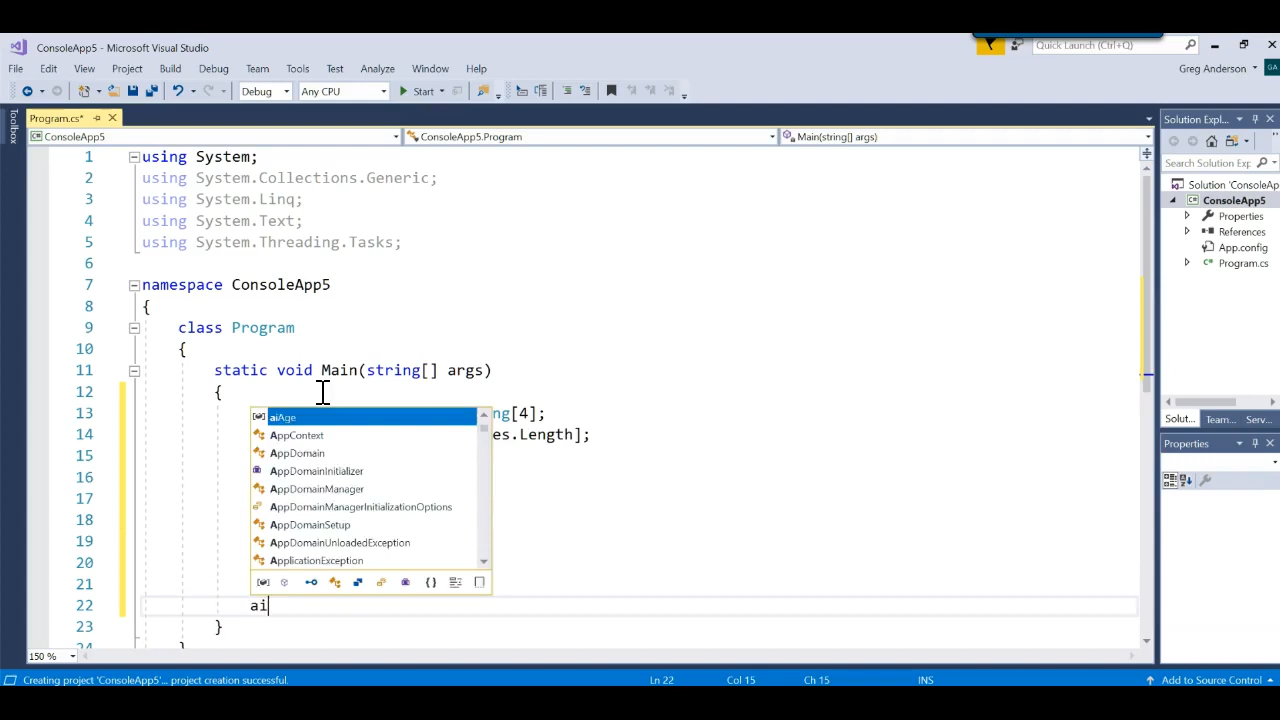 ConsoleApp5 - Microsoft Visual Studio
Quick Launch (Ctrl+Q)
File Edit View Project Build Debug Team Tools Test Analyze Window Help
Greg Anderson GA
Debug Any CPU Start
Toolbox
Program.cs*
Solution Expl...
ConsoleApp5 ConsoleApp5.Program Main(string[] args)
Search Solution Exp
Solution 'ConsoleAp
ConsoleApp5
Properties
References
App.config
Program.cs
Solut... Team... Serv...
Properties
1 using System;
2 using System.Collections.Generic;
3 using System.Linq;
4 using System.Text;
5 using System.Threading.Tasks;
6
7 namespace ConsoleApp5
8 {
9 class Program
10 {
11 static void Main(string[] args)
12 {
13 ng[4];
14 es.Length];
15
16
17
18
19
20
21
22 ai
23 }
24 }
aiAge
AppContext
AppDomain
AppDomainInitializer
AppDomainManager
AppDomainManagerInitializationOptions
AppDomainSetup
AppDomainUnloadedException
ApplicationException
150 %
Creating project 'ConsoleApp5'... project creation successful. Ln 22 Col 15 Ch 15 INS Add to Source Control